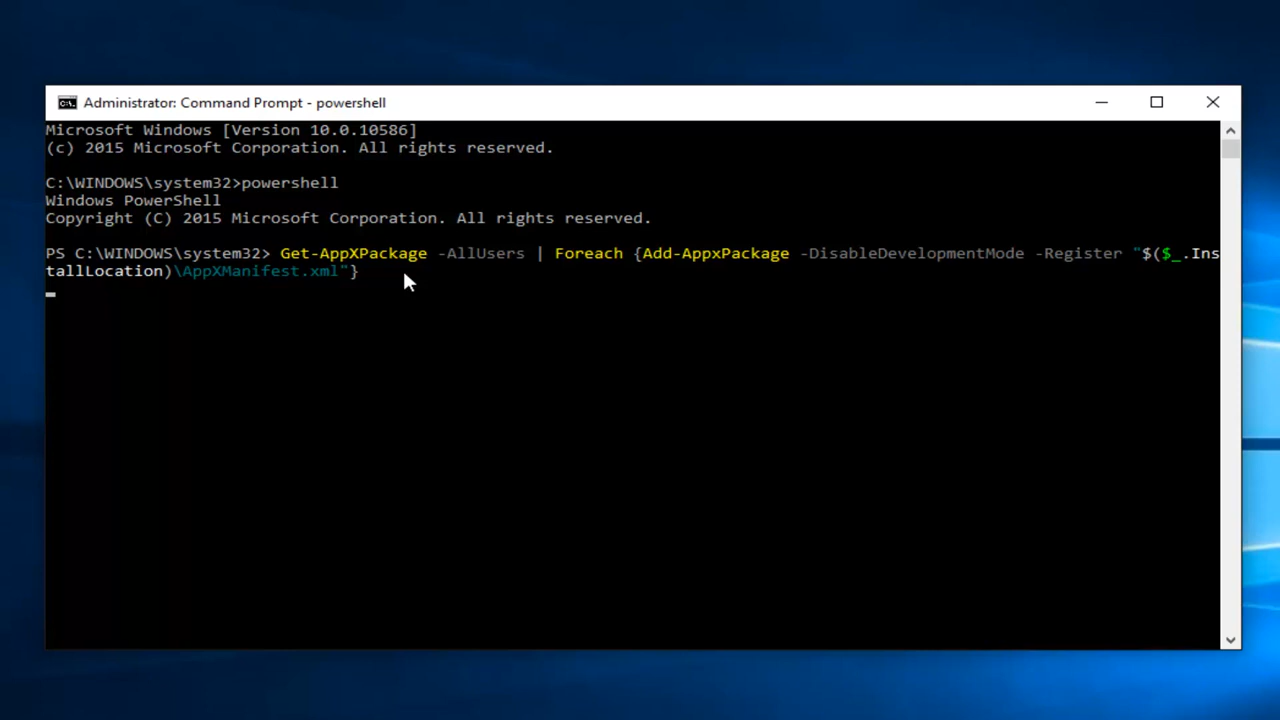 Administrator: Command Prompt - powershell
Microsoft Windows [Version 10.0.10586]
(c) 2015 Microsoft Corporation. All rights reserved.
C:\WINDOWS\system32>powershell
Windows PowerShell
Copyright (C) 2015 Microsoft Corporation. All rights reserved.
PS C:\WINDOWS\system32> Get-AppXPackage -AllUsers | Foreach {Add-AppxPackage -DisableDevelopmentMode -Register "$($_.Ins
tallLocation)\AppXManifest.xml"}